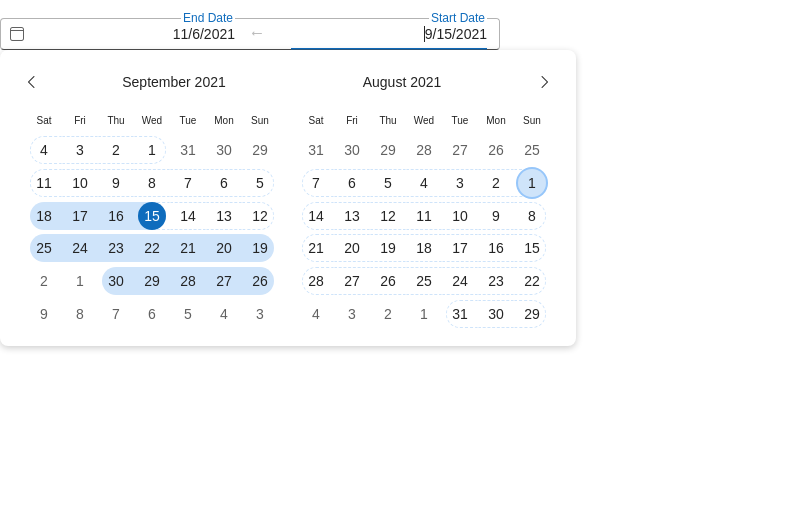 End Date Start Date
11/6/2021 ← 9/15/2021
September 2021 August 2021
Sat Fri Thu Wed Tue Mon Sun Sat Fri Thu Wed Tue Mon Sun
4 3 2 1 31 30 29 31 30 29 28 27 26 25
11 10 9 8 7 6 5 7 6 5 4 3 2 1
18 17 16 15 14 13 12 14 13 12 11 10 9 8
25 24 23 22 21 20 19 21 20 19 18 17 16 15
2 1 30 29 28 27 26 28 27 26 25 24 23 22
9 8 7 6 5 4 3 4 3 2 1 31 30 29